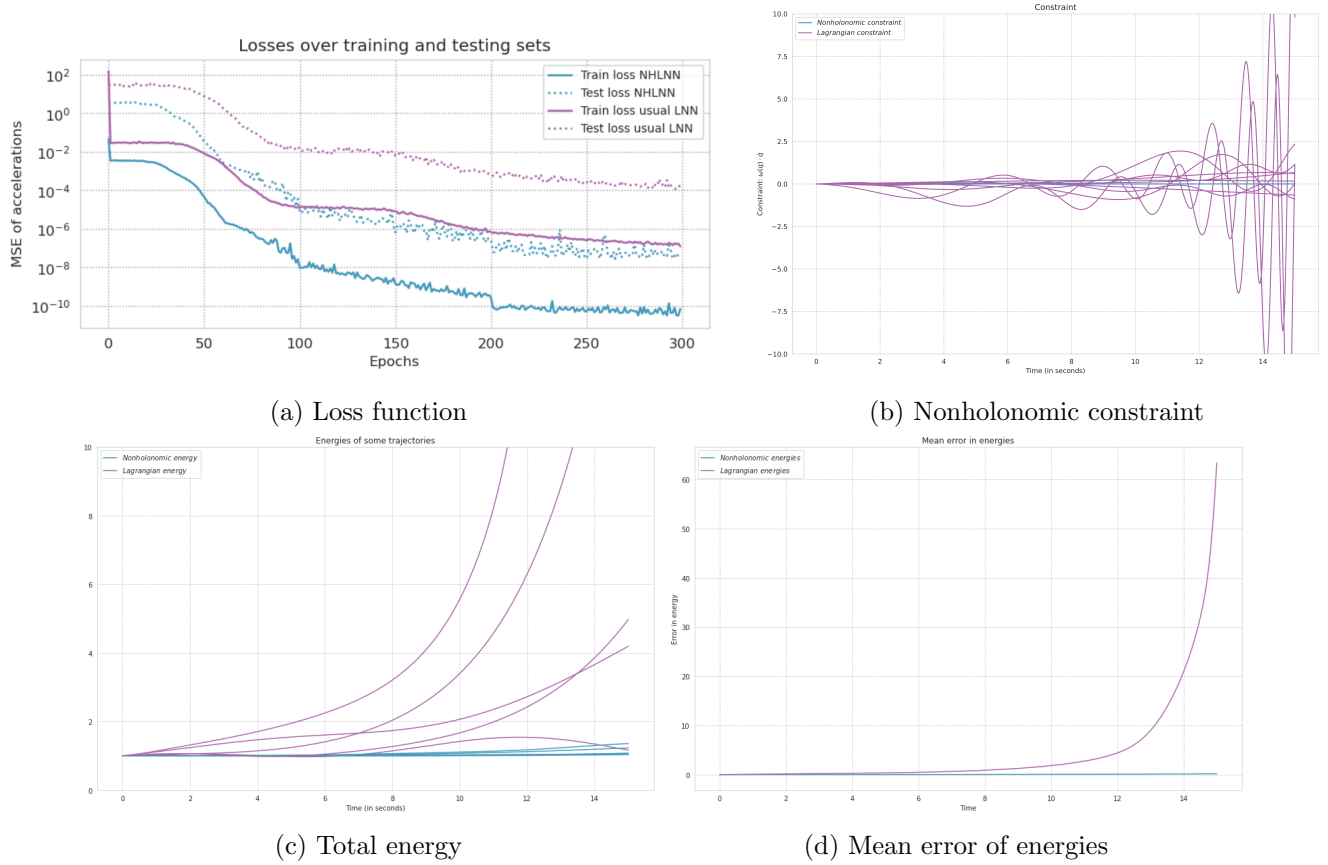 Losses over training and testing sets
Train loss NHLNN
Test loss NHLNN
Train loss usual LNN
Test loss usual LNN
MSE of accelerations
10^2
10^0
10^-2
10^-4
10^-6
10^-8
10^-10
0 50 100 150 200 250 300
Epochs
(a) Loss function
Constraint
Nonholonomic constraint
Lagrangian constraint
Constraint: ω(q) · q̇
10.0
7.5
5.0
2.5
0.0
−2.5
−5.0
−7.5
−10.0
0 2 4 6 8 10 12 14
Time (in seconds)
(b) Nonholonomic constraint
Energies of some trajectories
Nonholonomic energy
Lagrangian energy
10
8
6
4
2
0
0 2 4 6 8 10 12 14
Time (in seconds)
(c) Total energy
Mean error in energies
Nonholonomic energies
Lagrangian energies
Error in energy
60
50
40
30
20
10
0
0 2 4 6 8 10 12 14
Time
(d) Mean error of energies